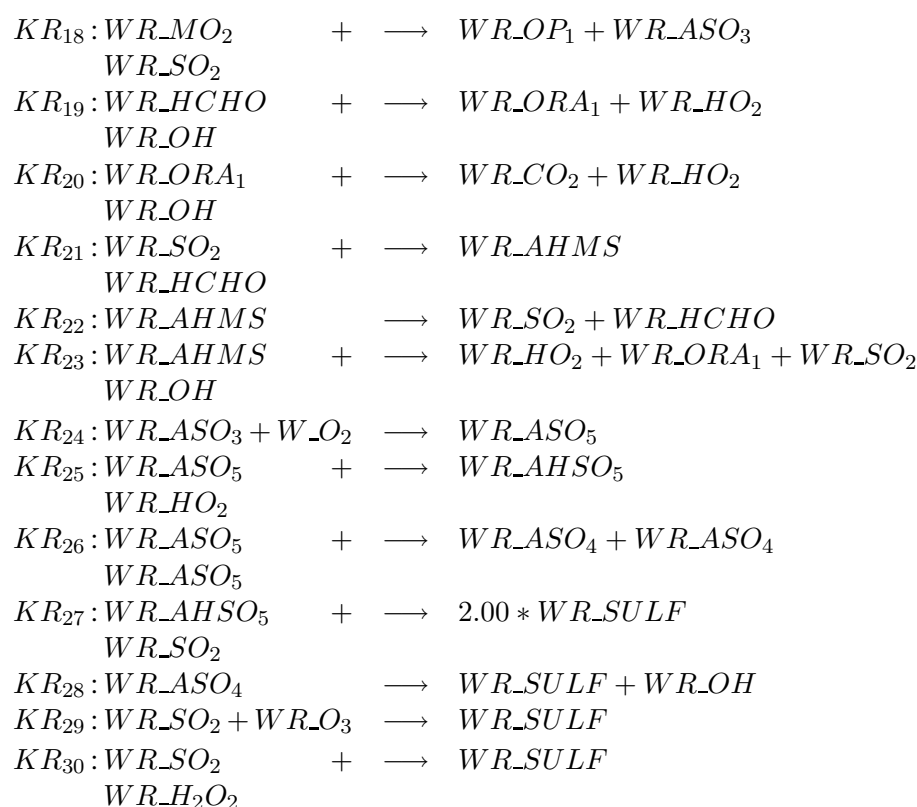 KR₁₈: WR_MO₂ + ⟶ WR_OP₁ + WR_ASO₃
WR_SO₂
KR₁₉: WR_HCHO + ⟶ WR_ORA₁ + WR_HO₂
WR_OH
KR₂₀: WR_ORA₁ + ⟶ WR_CO₂ + WR_HO₂
WR_OH
KR₂₁: WR_SO₂ + ⟶ WR_AHMS
WR_HCHO
KR₂₂: WR_AHMS ⟶ WR_SO₂ + WR_HCHO
KR₂₃: WR_AHMS + ⟶ WR_HO₂ + WR_ORA₁ + WR_SO₂
WR_OH
KR₂₄: WR_ASO₃ + W_O₂ ⟶ WR_ASO₅
KR₂₅: WR_ASO₅ + ⟶ WR_AHSO₅
WR_HO₂
KR₂₆: WR_ASO₅ + ⟶ WR_ASO₄ + WR_ASO₄
WR_ASO₅
KR₂₇: WR_AHSO₅ + ⟶ 2.00 * WR_SULF
WR_SO₂
KR₂₈: WR_ASO₄ ⟶ WR_SULF + WR_OH
KR₂₉: WR_SO₂ + WR_O₃ ⟶ WR_SULF
KR₃₀: WR_SO₂ + ⟶ WR_SULF
WR_H₂O₂